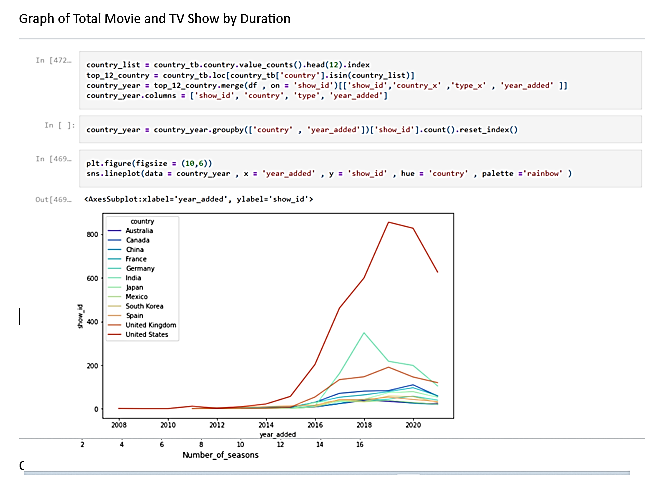 Graph of Total Movie and TV Show by Duration
In [472...
country_list = country_tb.country.value_counts().head(12).index
top_12_country = country_tb.loc[country_tb['country'].isin(country_list)]
country_year = top_12_country.merge(df , on = 'show_id')[['show_id','country_x' ,'type_x' , 'year_added' ]]
country_year.columns = ['show_id', 'country', 'type', 'year_added']
In [ ]:
country_year = country_year.groupby(['country' , 'year_added'])['show_id'].count().reset_index()
In [469...
plt.figure(figsize = (10,6))
sns.lineplot(data = country_year , x = 'year_added' , y = 'show_id' , hue = 'country' , palette ='rainbow' )
Out[469...
<AxesSubplot:xlabel='year_added', ylabel='show_id'>
country
Australia
Canada
China
France
Germany
India
Japan
Mexico
South Korea
Spain
United Kingdom
United States
800
600
400
200
0
show_id
2008 2010 2012 2014 2016 2018 2020
year_added
2 4 6 8 10 12 14 16
Number_of_seasons